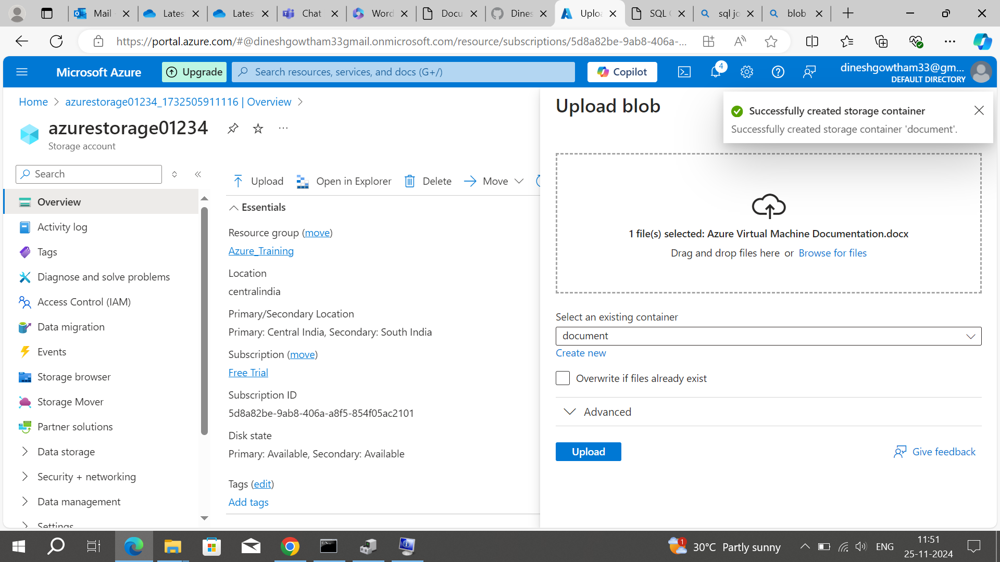 Mail
Lates
Lates
Chat
Word
Docu
Dines
Uploa
SQL
sql jo
blob
https://portal.azure.com/#@dineshgowtham33gmail.onmicrosoft.com/resource/subscriptions/5d8a82be-9ab8-406a-...
Microsoft Azure
Upgrade
Search resources, services, and docs (G+/)
Copilot
4
dineshgowtham33@gm...
DEFAULT DIRECTORY
Home > azurestorage01234_1732505911116 | Overview >
azurestorage01234
Storage account
Search
Overview
Activity log
Tags
Diagnose and solve problems
Access Control (IAM)
Data migration
Events
Storage browser
Storage Mover
Partner solutions
Data storage
Security + networking
Data management
Settings
Upload
Open in Explorer
Delete
Move
Essentials
Resource group (move)
Azure_Training
Location
centralindia
Primary/Secondary Location
Primary: Central India, Secondary: South India
Subscription (move)
Free Trial
Subscription ID
5d8a82be-9ab8-406a-a8f5-854f05ac2101
Disk state
Primary: Available, Secondary: Available
Tags (edit)
Add tags
Upload blob
Successfully created storage container
Successfully created storage container 'document'.
1 file(s) selected: Azure Virtual Machine Documentation.docx
Drag and drop files here or Browse for files
Select an existing container
document
Create new
Overwrite if files already exist
Advanced
Upload
Give feedback
1
30°C Partly sunny
ENG
11:51
25-11-2024